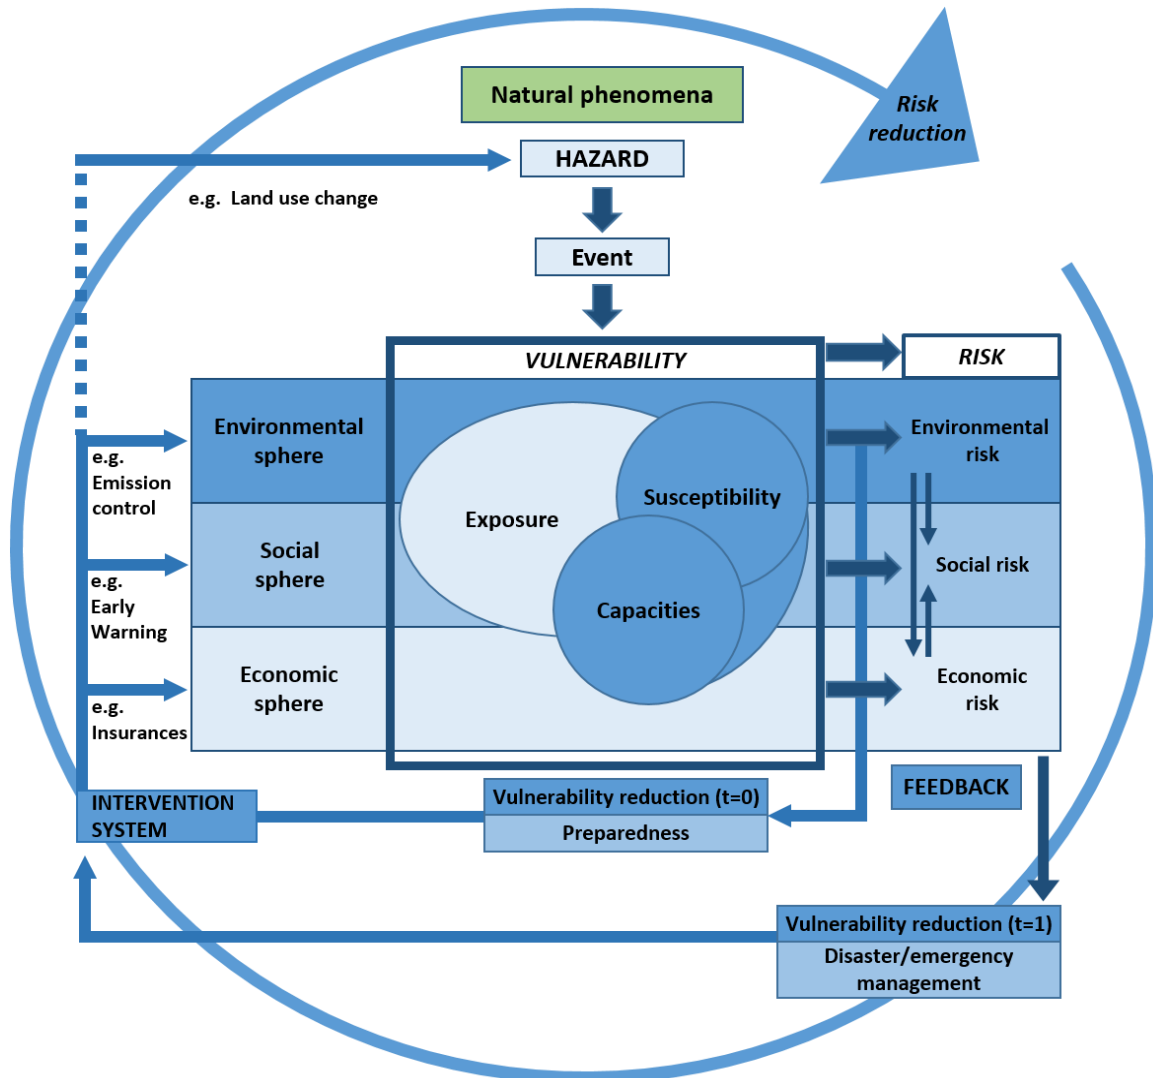 Natural phenomena
Risk
reduction
HAZARD
e.g.  Land use change
Event
VULNERABILITY
RISK
Environmental
sphere
Environmental
risk
e.g.
Emission
control
Susceptibility
Exposure
Social
sphere
Social risk
e.g.
Early
Warning
Capacities
Economic
sphere
Economic
risk
e.g.
Insurances
INTERVENTION
SYSTEM
Vulnerability reduction (t=0)
Preparedness
FEEDBACK
Vulnerability reduction (t=1)
Disaster/emergency
management